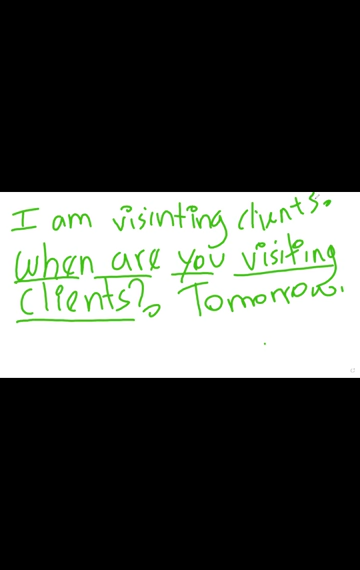 I am visinting clients.
When are you visiting
clients?. Tomorrow.